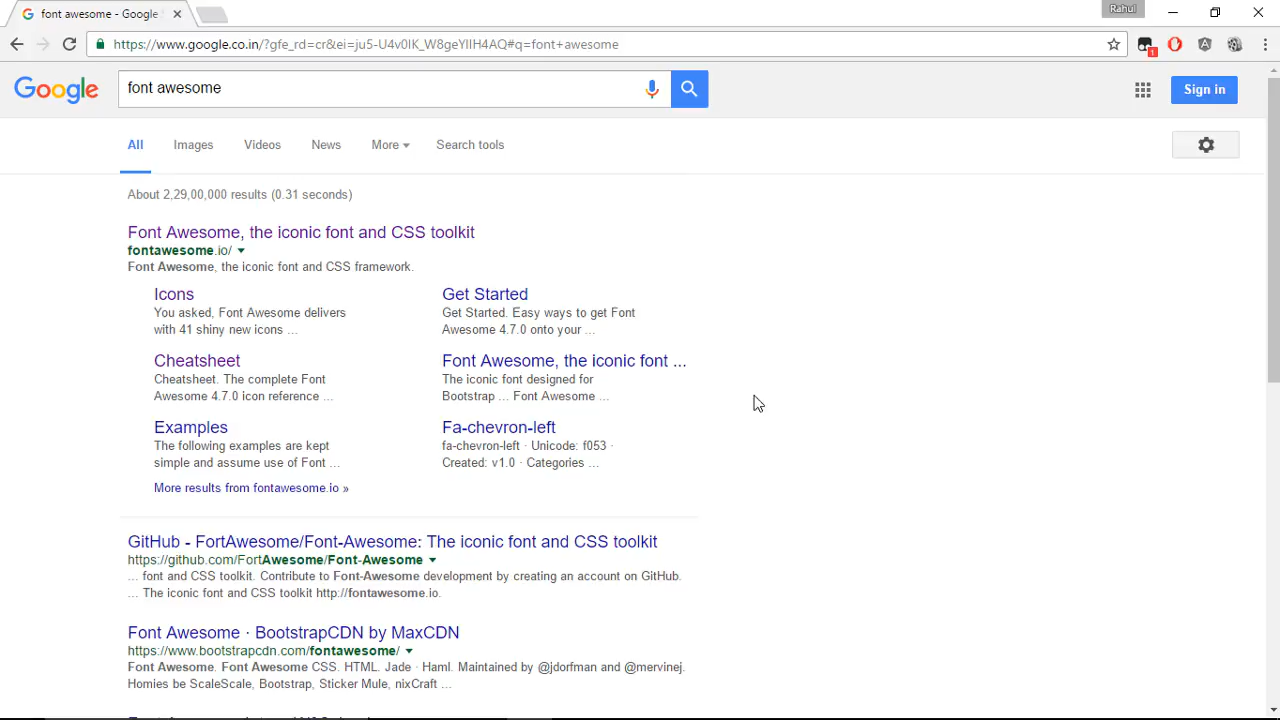 font awesome - Google
Rahul
https://www.google.co.in/?gfe_rd=cr&ei=ju5-U4v0IK_W8geYIIH4AQ#q=font+awesome
1
Google
font awesome
Sign in
All Images Videos News More Search tools
About 2,29,00,000 results (0.31 seconds)
Font Awesome, the iconic font and CSS toolkit
fontawesome.io/
Font Awesome, the iconic font and CSS framework.
Icons
You asked, Font Awesome delivers
with 41 shiny new icons ...
Get Started
Get Started. Easy ways to get Font
Awesome 4.7.0 onto your ...
Cheatsheet
Cheatsheet. The complete Font
Awesome 4.7.0 icon reference ...
Font Awesome, the iconic font ...
The iconic font designed for
Bootstrap ... Font Awesome ...
Examples
The following examples are kept
simple and assume use of Font ...
Fa-chevron-left
fa-chevron-left · Unicode: f053 ·
Created: v1.0 · Categories ...
More results from fontawesome.io »
GitHub - FortAwesome/Font-Awesome: The iconic font and CSS toolkit
https://github.com/FortAwesome/Font-Awesome
... font and CSS toolkit. Contribute to Font-Awesome development by creating an account on GitHub.
... The iconic font and CSS toolkit http://fontawesome.io.
Font Awesome · BootstrapCDN by MaxCDN
https://www.bootstrapcdn.com/fontawesome/
Font Awesome. Font Awesome CSS. HTML. Jade · Haml. Maintained by @jdorfman and @mervinej.
Homies be ScaleScale, Bootstrap, Sticker Mule, nixCraft ...